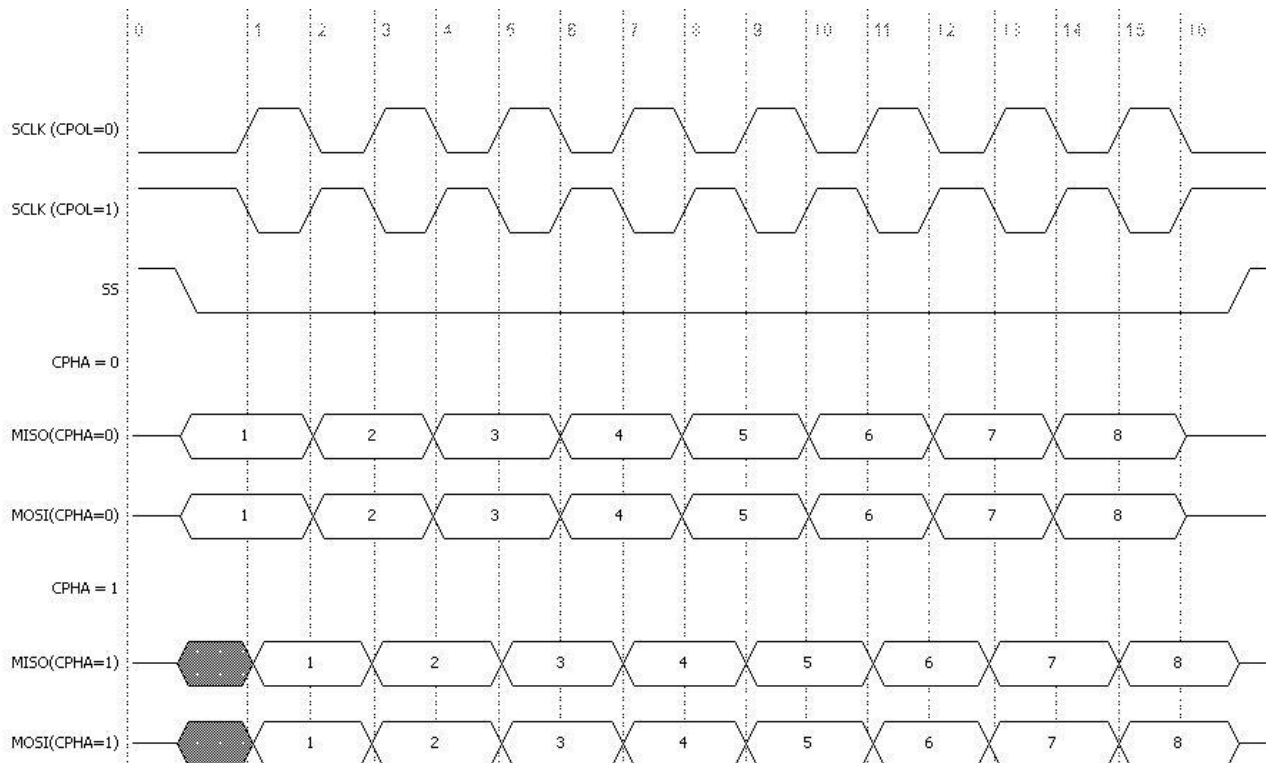 0 1 2 3 4 5 6 7 8 9 10 11 12 13 14 15 16
SCLK (CPOL=0)
SCLK (CPOL=1)
SS
CPHA = 0
MISO(CPHA=0) 1 2 3 4 5 6 7 8
MOSI(CPHA=0) 1 2 3 4 5 6 7 8
CPHA = 1
MISO(CPHA=1) 1 2 3 4 5 6 7 8
MOSI(CPHA=1) 1 2 3 4 5 6 7 8